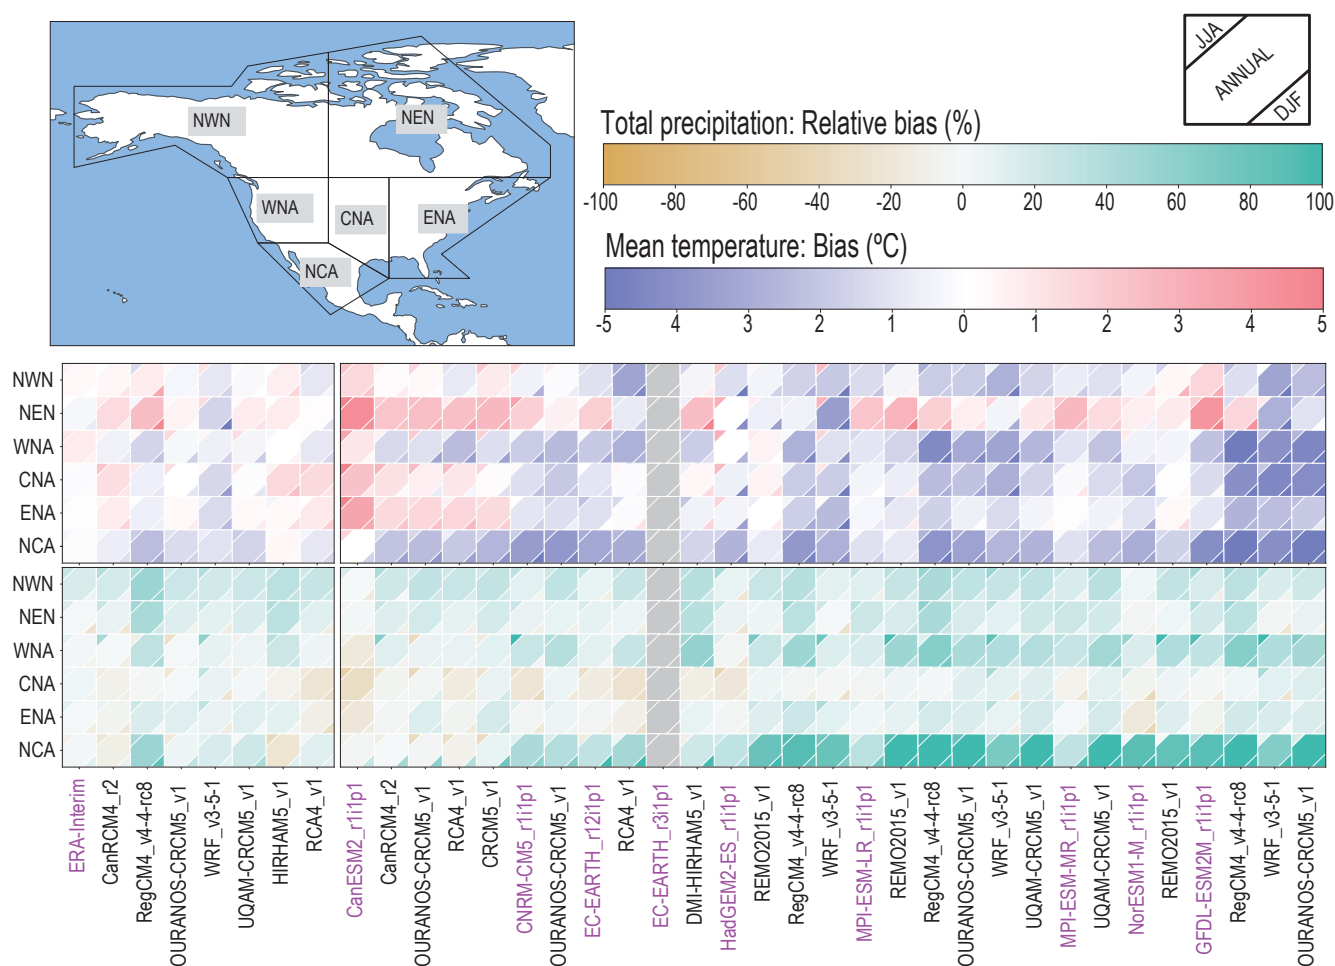 JJA
ANNUAL
DJF
NWN
NEN
WNA
CNA
ENA
NCA
Total precipitation: Relative bias (%)
-100 -80 -60 -40 -20 0 20 40 60 80 100
Mean temperature: Bias (ºC)
-5 4 3 2 1 0 1 2 3 4 5
NWN
NEN
WNA
CNA
ENA
NCA
NWN
NEN
WNA
CNA
ENA
NCA
ERA-Interim
CanRCM4_r2
RegCM4_v4-4-rc8
OURANOS-CRCM5_v1
WRF_v3-5-1
UQAM-CRCM5_v1
HIRHAM5_v1
RCA4_v1
CanESM2_r1i1p1
CanRCM4_r2
OURANOS-CRCM5_v1
RCA4_v1
CRCM5_v1
CNRM-CM5_r1i1p1
OURANOS-CRCM5_v1
EC-EARTH_r12i1p1
RCA4_v1
EC-EARTH_r3i1p1
DMI-HIRHAM5_v1
HadGEM2-ES_r1i1p1
REMO2015_v1
RegCM4_v4-4-rc8
WRF_v3-5-1
MPI-ESM-LR_r1i1p1
REMO2015_v1
RegCM4_v4-4-rc8
OURANOS-CRCM5_v1
WRF_v3-5-1
UQAM-CRCM5_v1
MPI-ESM-MR_r1i1p1
UQAM-CRCM5_v1
NorESM1-M_r1i1p1
REMO2015_v1
GFDL-ESM2M_r1i1p1
RegCM4_v4-4-rc8
WRF_v3-5-1
OURANOS-CRCM5_v1